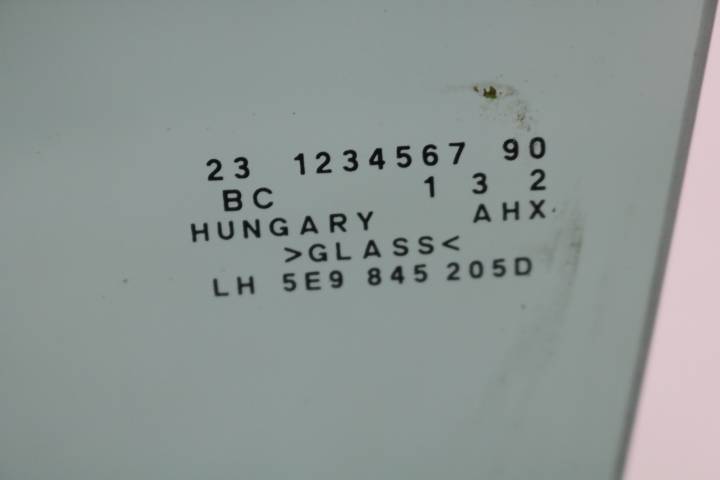 23 1234567 90
BC 1 3 2
HUNGARY AHX
>GLASS<
LH 5E9 845 205D